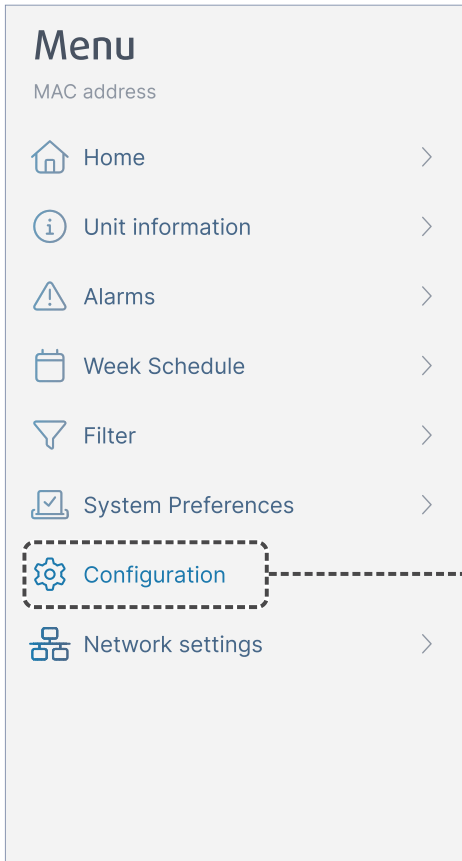 Menu
MAC address
Home
Unit information
Alarms
Week Schedule
Filter
System Preferences
Configuration
Network settings